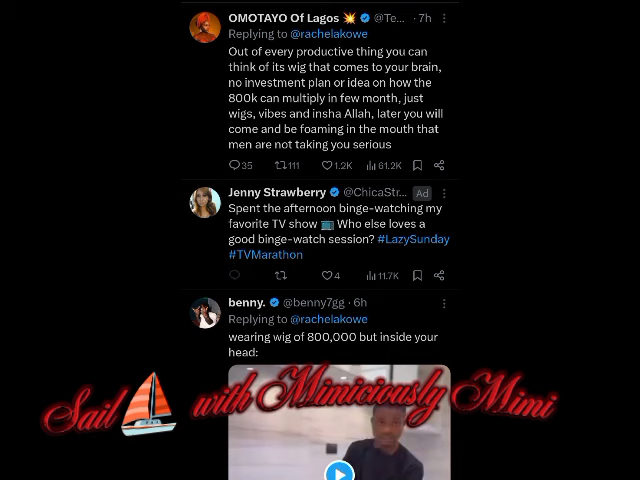 OMOTAYO Of Lagos 💥 @Te... · 7h
Replying to @rachelakowe
Out of every productive thing you can
think of its wig that comes to your brain,
no investment plan or idea on how the
800k can multiply in few month, just
wigs, vibes and insha Allah, later you will
come and be foaming in the mouth that
men are not taking you serious
35 111 1.2K 61.2K
Jenny Strawberry @ChicaStr... Ad
Spent the afternoon binge-watching my
favorite TV show 📺 Who else loves a
good binge-watch session? #LazySunday
#TVMarathon
4 11.7K
benny. @benny7gg · 6h
Replying to @rachelakowe
wearing wig of 800,000 but inside your
head:
Sail ⛵ with Mimiciously Mimi